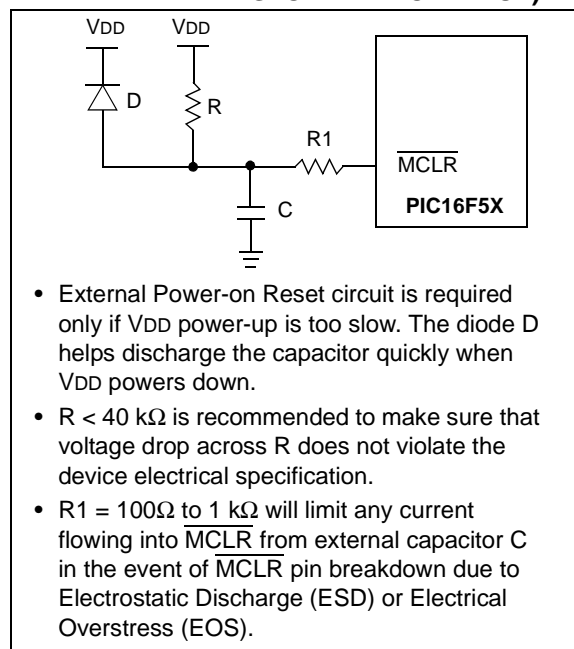 VDD VDD
D
R
R1
C
MCLR
PIC16F5X
• External Power-on Reset circuit is required
only if VDD power-up is too slow. The diode D
helps discharge the capacitor quickly when
VDD powers down.
• R < 40 kΩ is recommended to make sure that
voltage drop across R does not violate the
device electrical specification.
• R1 = 100Ω to 1 kΩ will limit any current
flowing into MCLR from external capacitor C
in the event of MCLR pin breakdown due to
Electrostatic Discharge (ESD) or Electrical
Overstress (EOS).